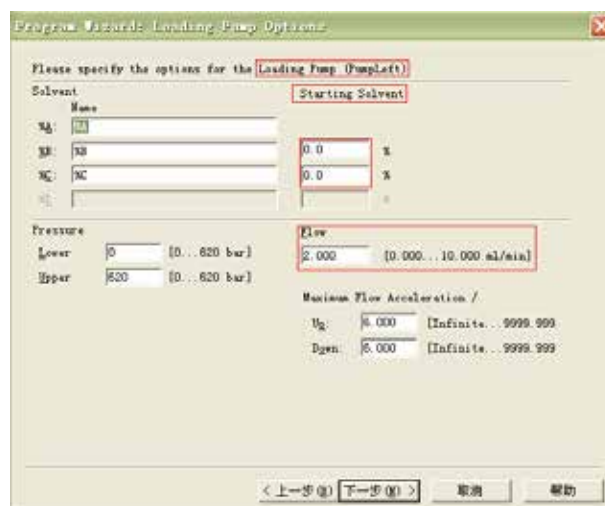 Program Wizard: Loading Pump Options
Please specify the options for the Loading Pump (PumpLeft)
Solvent
Starting Solvent
Name
%A: %A
%B: %B 0.0 %
%C: %C 0.0 %
Pressure
Flow
Lower 0 [0...620 bar]
2.000 [0.000...10.000 ml/min]
Upper 620 [0...620 bar]
Maximum Flow Acceleration /
Up: 6.000 [Infinite...9999.999
Down: 6.000 [Infinite...9999.999
< 上一步(B) 下一步(N) > 取消 帮助